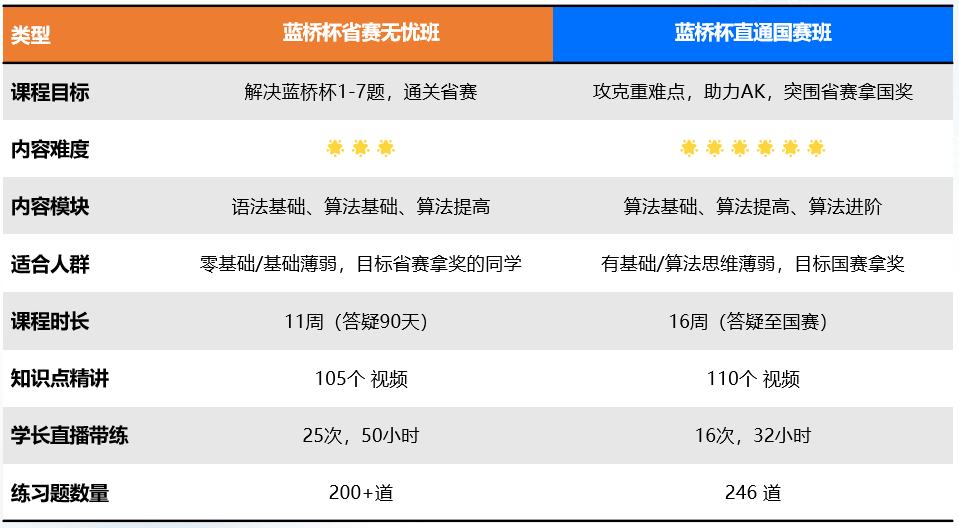 类型 蓝桥杯省赛无忧班 蓝桥杯直通国赛班
课程目标 解决蓝桥杯1-7题，通关省赛 攻克重难点，助力AK，突围省赛拿国奖
内容难度
内容模块 语法基础、算法基础、算法提高 算法基础、算法提高、算法进阶
适合人群 零基础/基础薄弱，目标省赛拿奖的同学 有基础/算法思维薄弱，目标国赛拿奖
课程时长 11周（答疑90天） 16周（答疑至国赛）
知识点精讲 105个 视频 110个 视频
学长直播带练 25次，50小时 16次，32小时
练习题数量 200+道 246 道